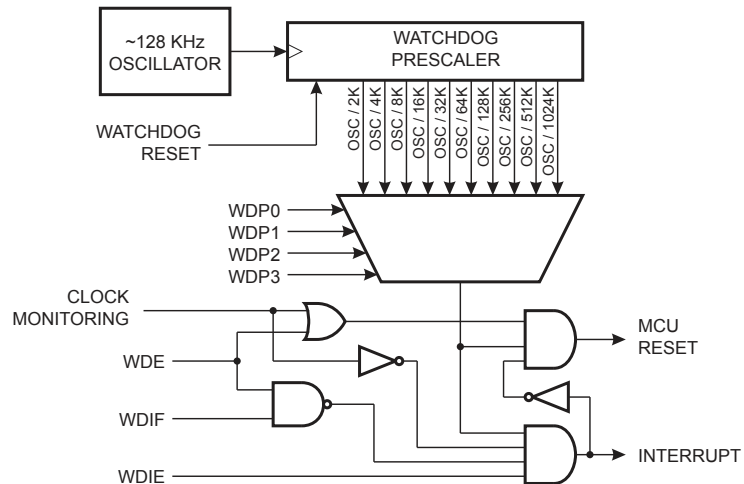 ~128 KHz
OSCILLATOR
WATCHDOG
PRESCALER
WATCHDOG
RESET
OSC / 2K
OSC / 4K
OSC / 8K
OSC / 16K
OSC / 32K
OSC / 64K
OSC / 128K
OSC / 256K
OSC / 512K
OSC / 1024K
WDP0
WDP1
WDP2
WDP3
CLOCK
MONITORING
MCU
RESET
WDE
WDIF
INTERRUPT
WDIE